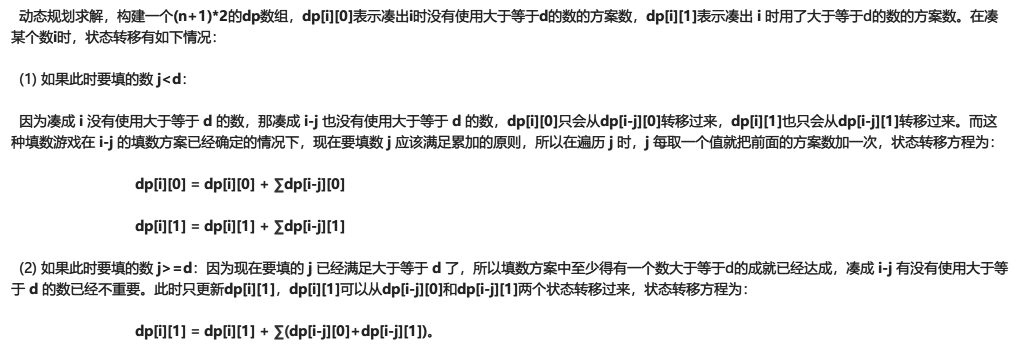 动态规划求解，构建一个(n+1)*2的dp数组，dp[i][0]表示凑出i时没有使用大于等于d的数的方案数，dp[i][1]表示凑出 i 时用了大于等于d的数的方案数。在凑
某个数i时，状态转移有如下情况：
(1) 如果此时要填的数 j<d：
因为凑成 i 没有使用大于等于 d 的数，那凑成 i-j 也没有使用大于等于 d 的数，dp[i][0]只会从dp[i-j][0]转移过来，dp[i][1]也只会从dp[i-j][1]转移过来。而这
种填数游戏在 i-j 的填数方案已经确定的情况下，现在要填数 j 应该满足累加的原则，所以在遍历 j 时，j 每取一个值就把前面的方案数加一次，状态转移方程为：
dp[i][0] = dp[i][0] + ∑dp[i-j][0]
dp[i][1] = dp[i][1] + ∑dp[i-j][1]
(2) 如果此时要填的数 j>=d：因为现在要填的 j 已经满足大于等于 d 了，所以填数方案中至少得有一个数大于等于d的成就已经达成，凑成 i-j 有没有使用大于等
于 d 的数已经不重要。此时只更新dp[i][1]，dp[i][1]可以从dp[i-j][0]和dp[i-j][1]两个状态转移过来，状态转移方程为：
dp[i][1] = dp[i][1] + ∑(dp[i-j][0]+dp[i-j][1])。